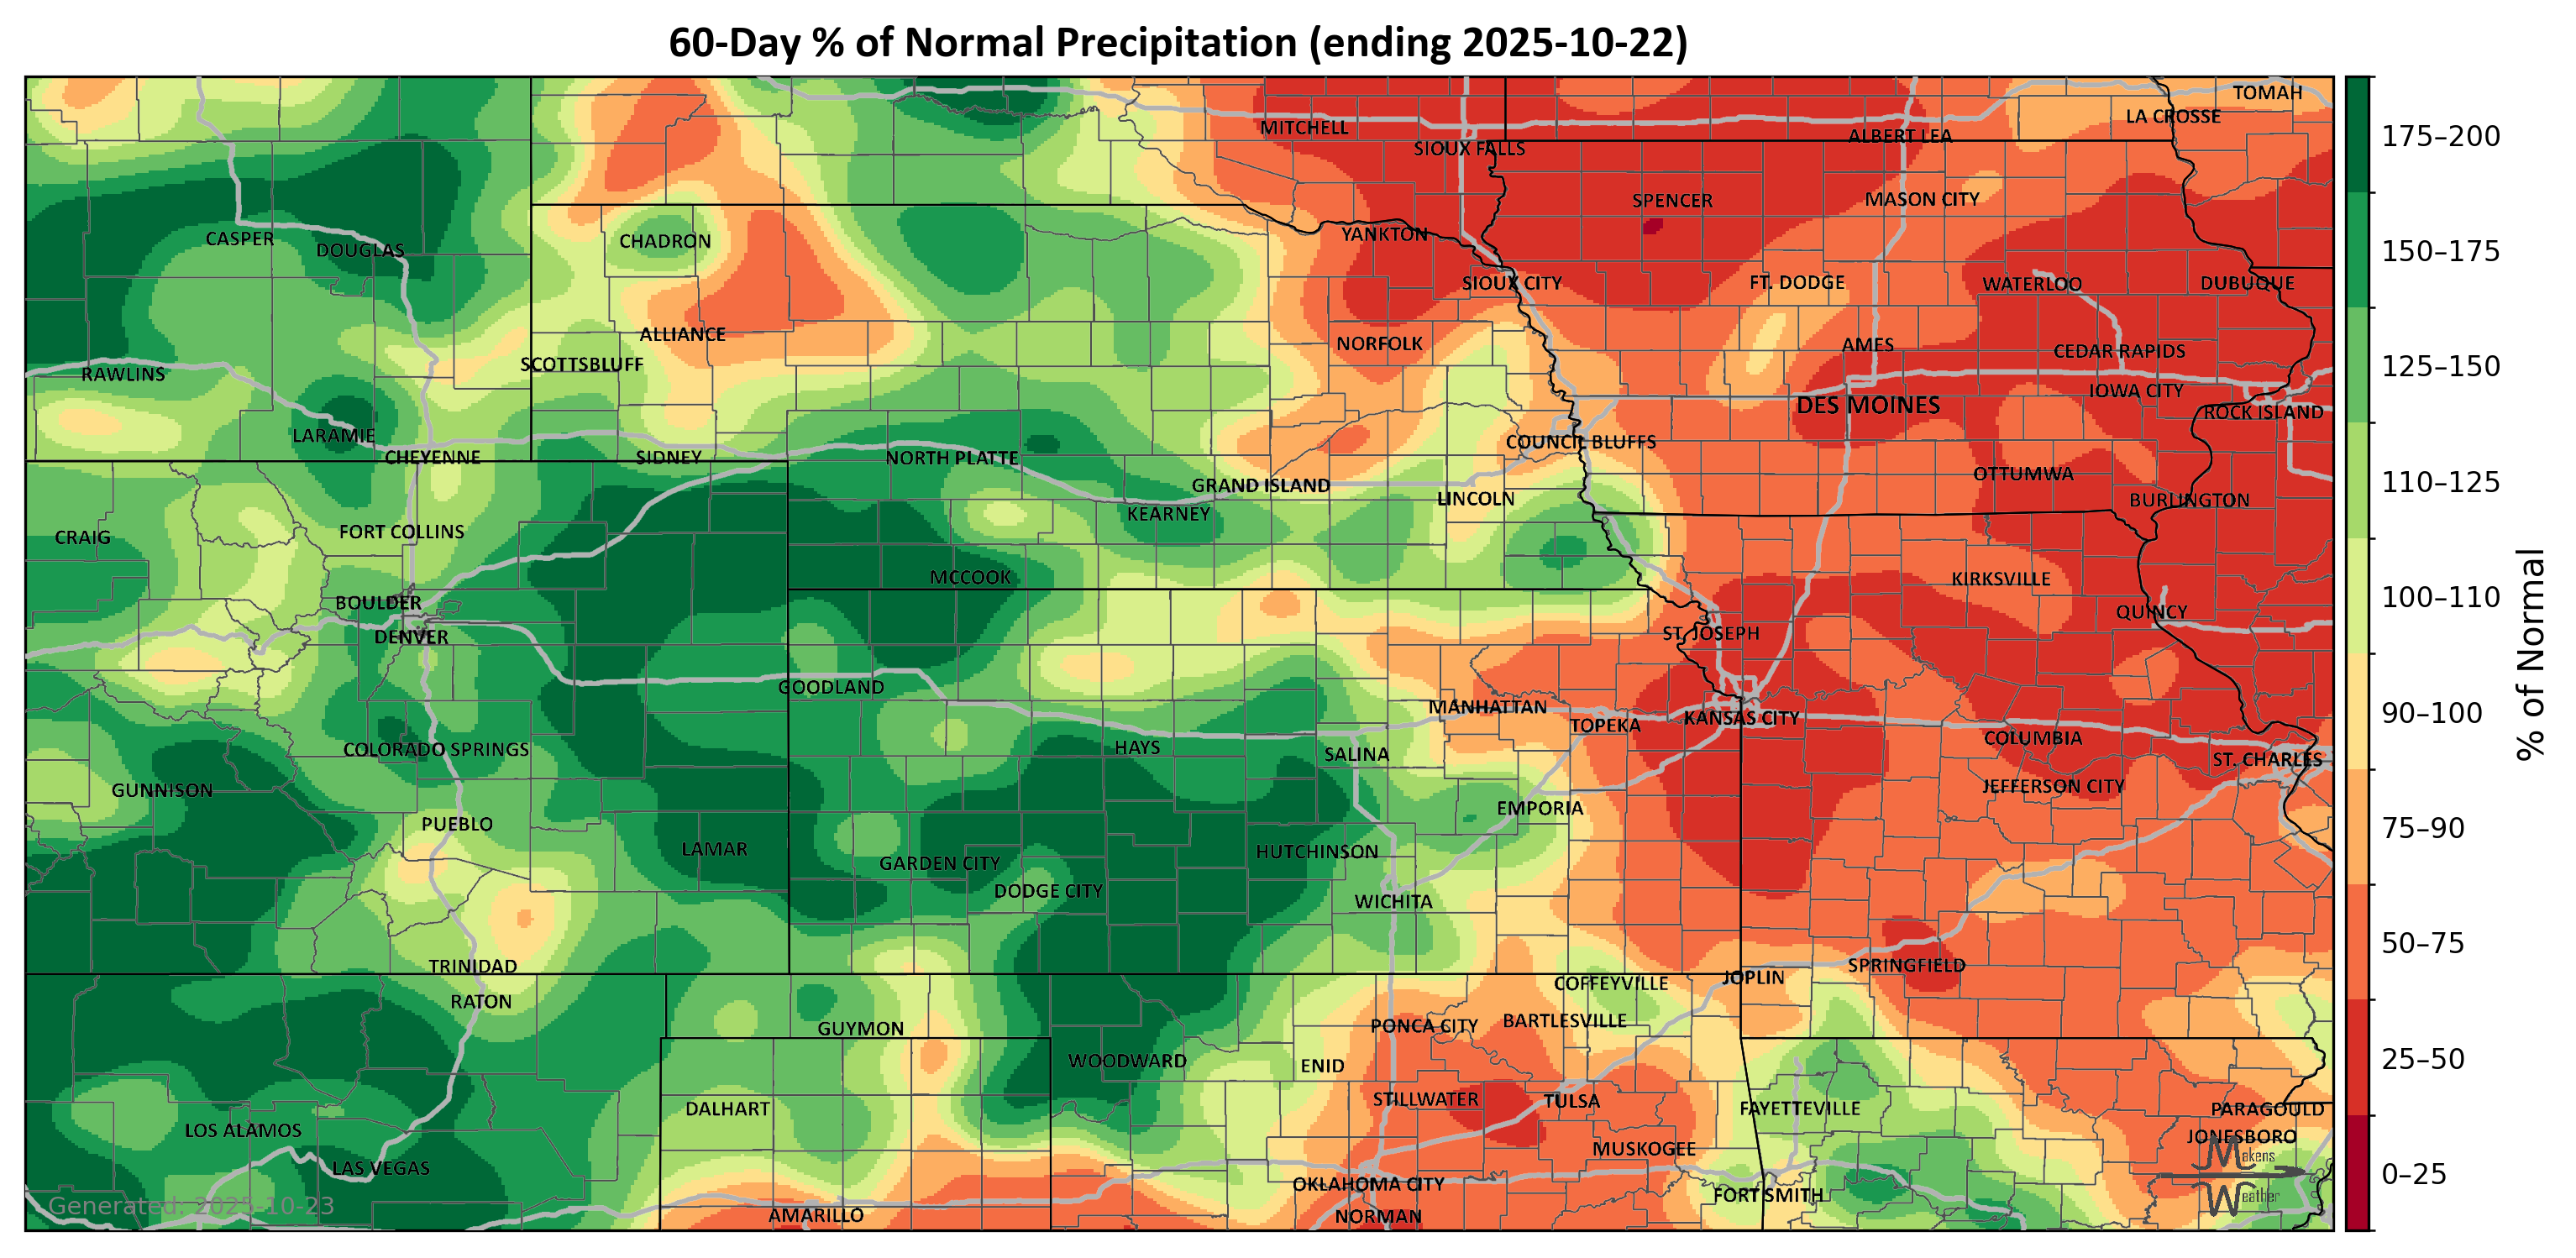 60-Day % of Normal Precipitation (ending 2025-10-22)
TOMAH
LA CROSSE
MITCHELL
ALBERT LEA
SIOUX FALLS
SPENCER
MASON CITY
CASPER
DOUGLAS
CHADRON
YANKTON
SIOUX CITY
FT. DODGE
WATERLOO
DUBUQUE
ALLIANCE
NORFOLK
AMES
CEDAR RAPIDS
SCOTTSBLUFF
RAWLINS
IOWA CITY
DES MOINES
ROCK ISLAND
LARAMIE
COUNCIL BLUFFS
CHEYENNE
SIDNEY
NORTH PLATTE
OTTUMWA
GRAND ISLAND
LINCOLN
BURLINGTON
KEARNEY
CRAIG
FORT COLLINS
MCCOOK
KIRKSVILLE
BOULDER
QUINCY
DENVER
ST. JOSEPH
GOODLAND
MANHATTAN
TOPEKA
KANSAS CITY
COLUMBIA
COLORADO SPRINGS
HAYS
SALINA
ST. CHARLES
GUNNISON
JEFFERSON CITY
PUEBLO
EMPORIA
LAMAR
GARDEN CITY
HUTCHINSON
DODGE CITY
WICHITA
TRINIDAD
SPRINGFIELD
JOPLIN
COFFEYVILLE
RATON
GUYMON
PONCA CITY
BARTLESVILLE
WOODWARD
ENID
STILLWATER
TULSA
DALHART
FAYETTEVILLE
PARAGOULD
LOS ALAMOS
JONESBORO
MUSKOGEE
LAS VEGAS
OKLAHOMA CITY
FORT SMITH
AMARILLO
NORMAN
Makens
Weather
Generated: 2025-10-23
175–200
150–175
125–150
110–125
100–110
90–100
75–90
50–75
25–50
0–25
% of Normal